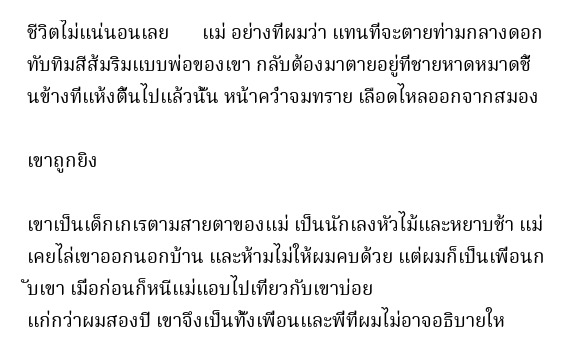 ชีวิตไม่แน่นอนเลย แม่ อย่างที่ผมว่า แทนที่จะตายท่ามกลางดอก
ทับทิมสีส้มริมแบบพ่อของเขา กลับต้องมาตายอยู่ที่ชายหาดหมาดชื้
นข้างที่แห้งตื้นไปแล้วนั้น หน้าคว่ำจมทราย เลือดไหลออกจากสมอง
เขาถูกยิง
เขาเป็นเด็กเกเรตามสายตาของแม่ เป็นนักเลงหัวไม้และหยาบช้า แม่
เคยไล่เขาออกนอกบ้าน และห้ามไม่ให้ผมคบด้วย แต่ผมก็เป็นเพื่อนก
ับเขา เมื่อก่อนก็หนีแม่แอบไปเที่ยวกับเขาบ่อย
แก่กว่าผมสองปี เขาจึงเป็นทั้งเพื่อนและพี่ที่ผมไม่อาจอธิบายให